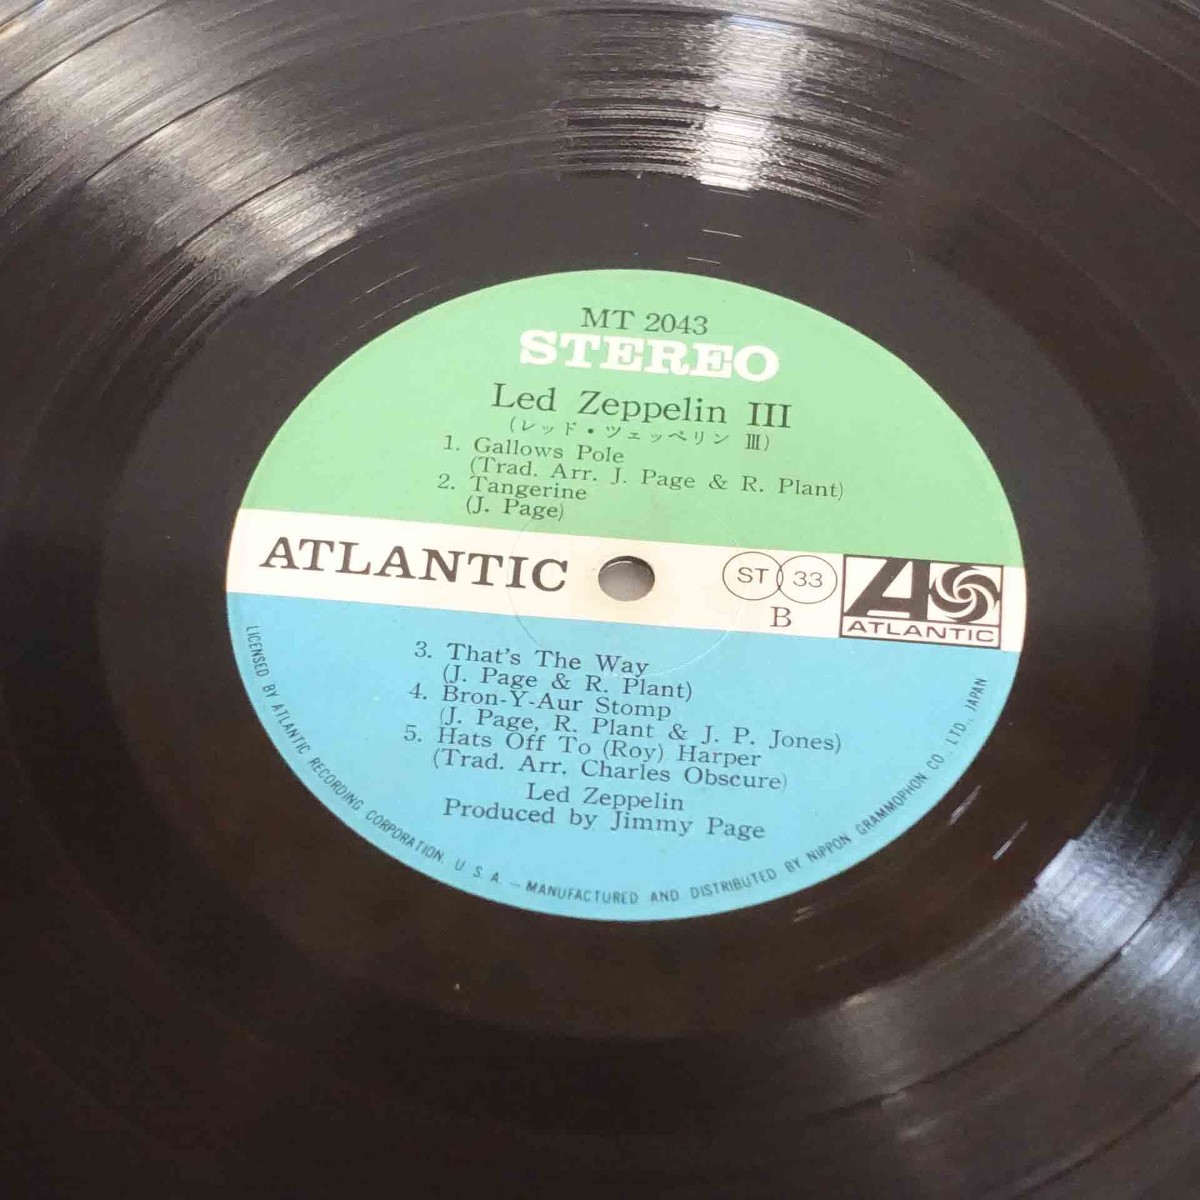 MT 2043
STEREO
Led Zeppelin III
(レッド・ツェッペリン III)
1. Gallows Pole
(Trad. Arr. J. Page & R. Plant)
2. Tangerine
(J. Page)
ATLANTIC
ST 33
B
ATLANTIC
3. That's The Way
(J. Page & R. Plant)
4. Bron-Y-Aur Stomp
(J. Page, R. Plant & J. P. Jones)
5. Hats Off To (Roy) Harper
(Trad. Arr. Charles Obscure)
Led Zeppelin
Produced by Jimmy Page
LICENSED BY ATLANTIC RECORDING CORPORATION. U S A. — MANUFACTURED AND DISTRIBUTED BY NIPPON GRAMMOPHON CO. LTD., JAPAN